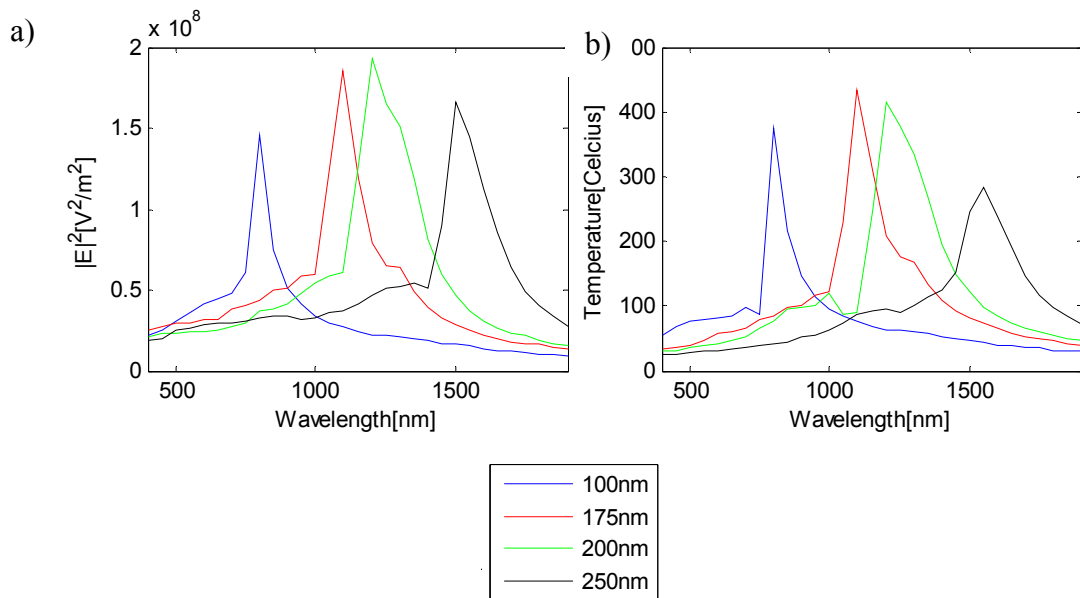 a)
x 10^8
2
1.5
1
0.5
0
|E|^2[V^2/m^2]
500
1000
1500
Wavelength[nm]
b)
00
400
300
200
100
0
Temperature[Celcius]
500
1000
1500
Wavelength[nm]
100nm
175nm
200nm
250nm